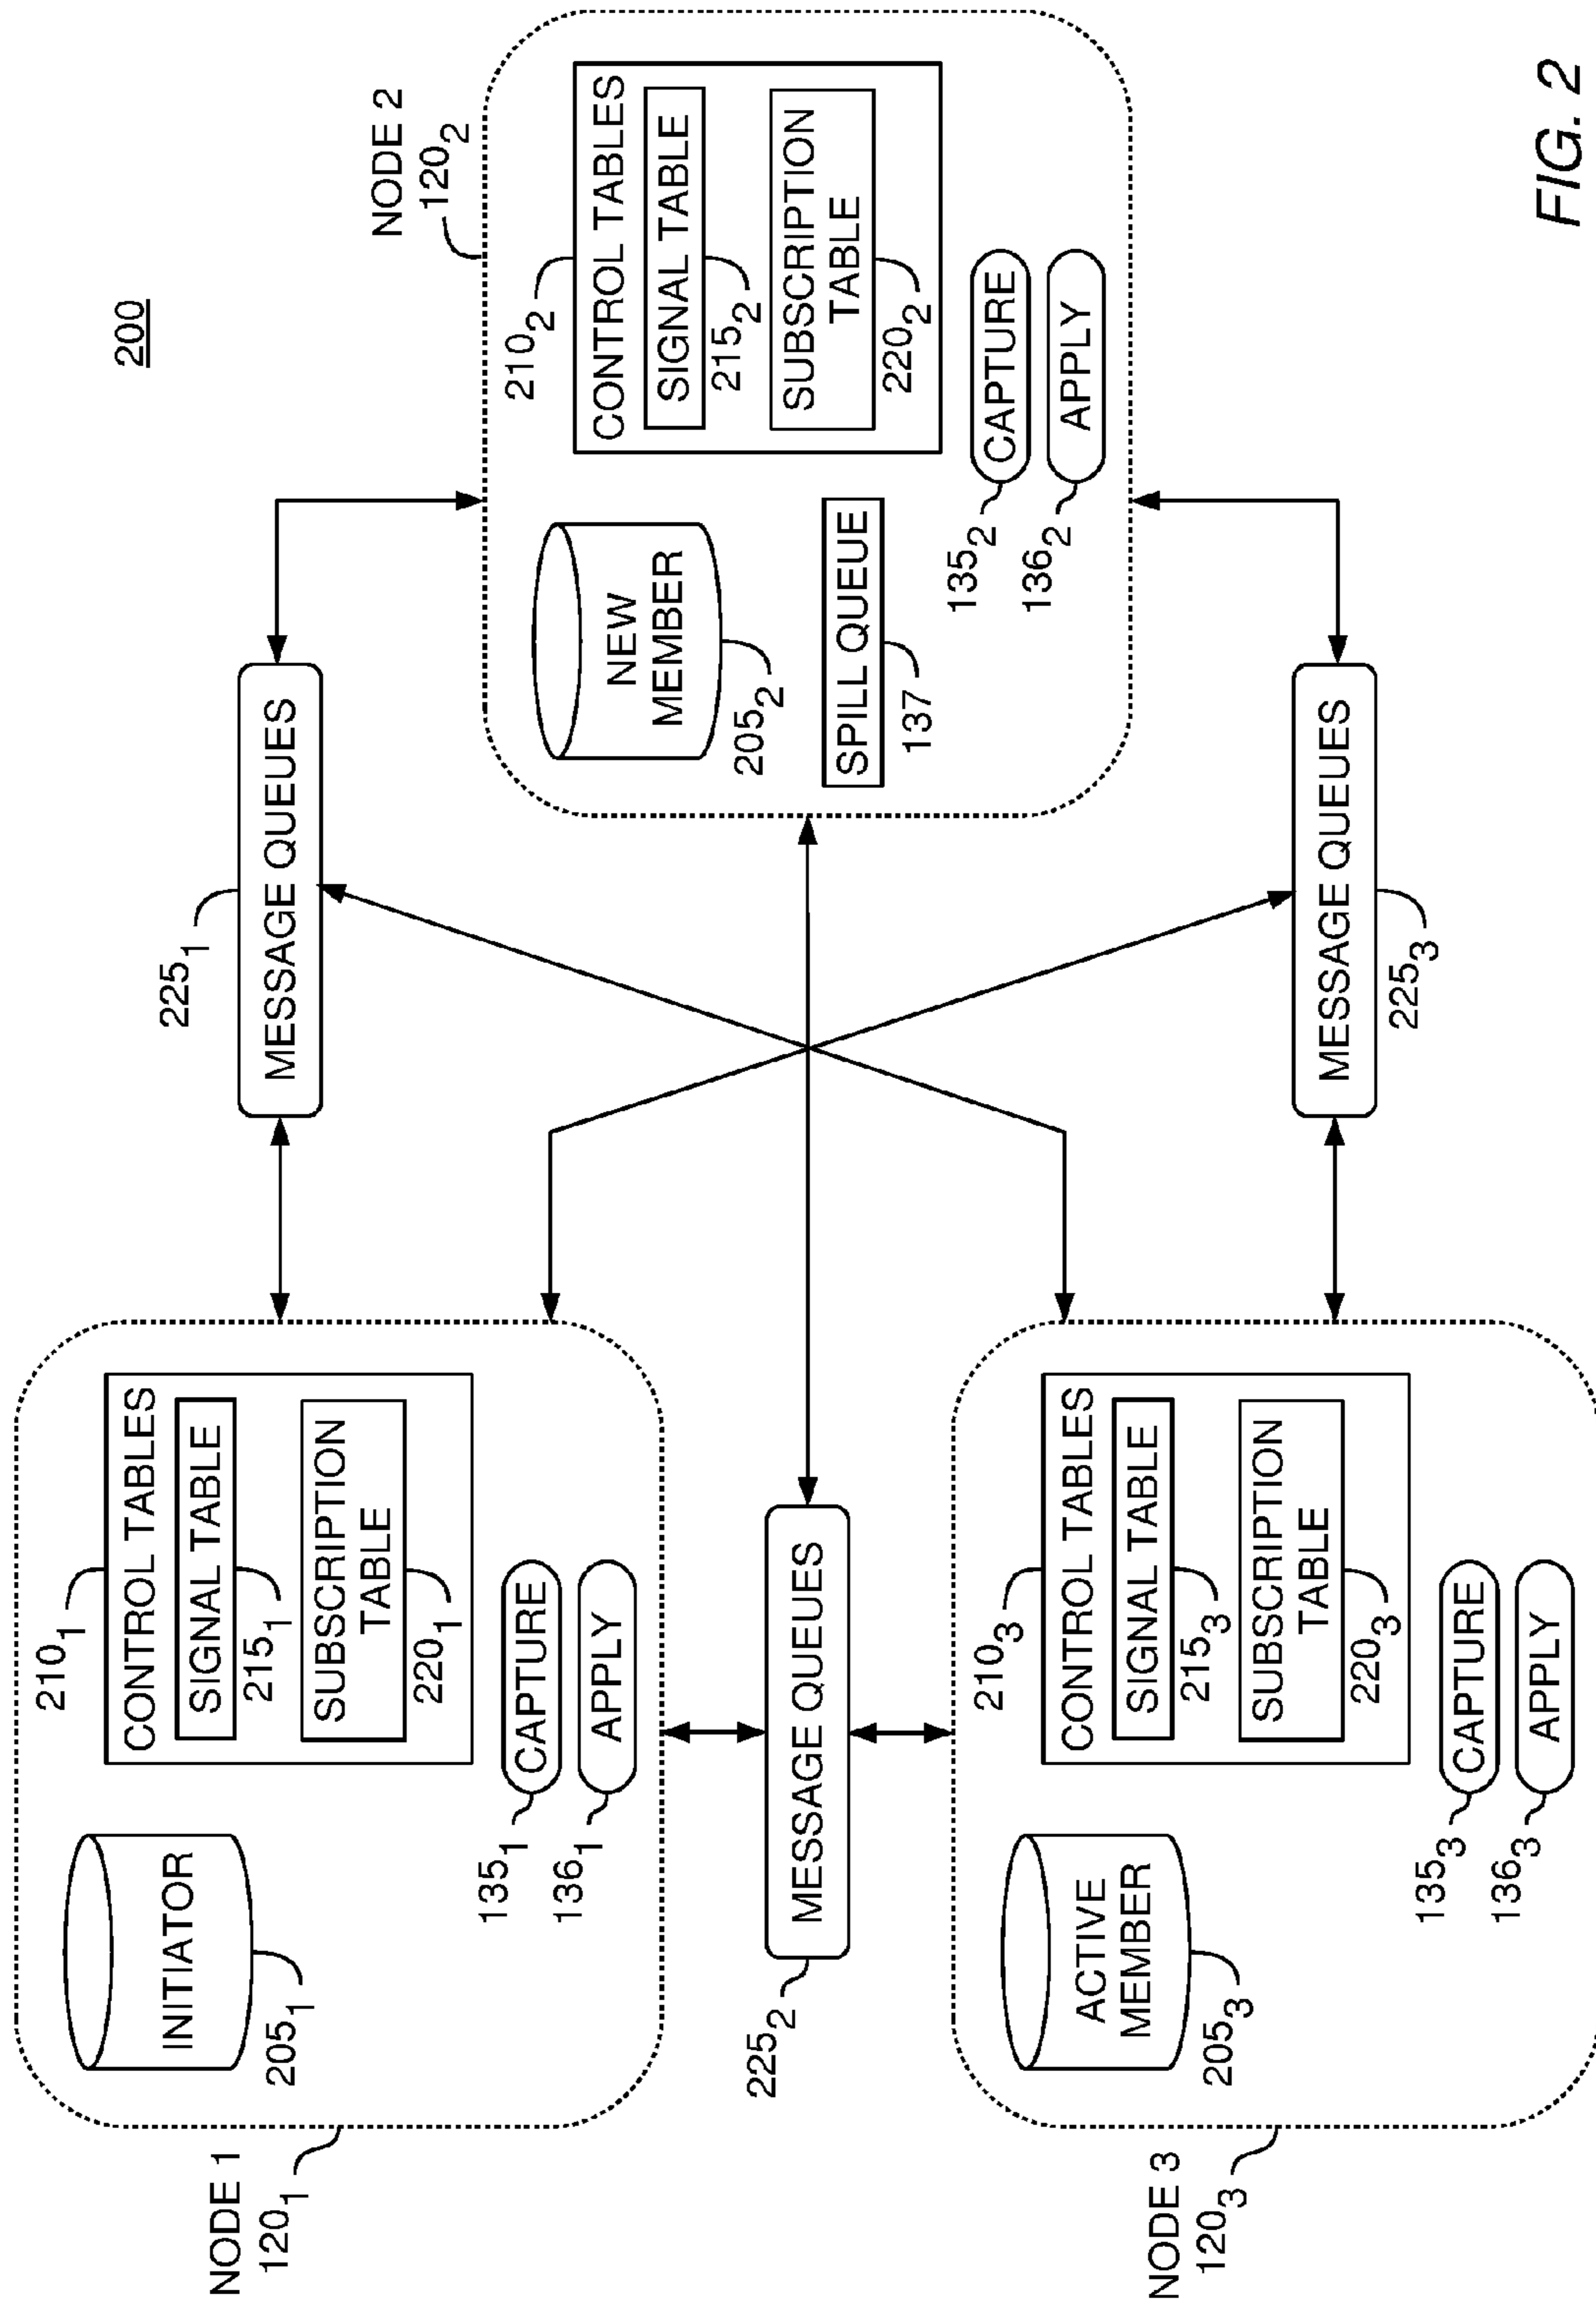 200
NODE 1
120₁
INITIATOR
205₁
210₁
CONTROL TABLES
SIGNAL TABLE
215₁
SUBSCRIPTION
TABLE
220₁
135₁
CAPTURE
136₁
APPLY
225₁
MESSAGE QUEUES
NODE 2
120₂
NEW
MEMBER
205₂
SPILL QUEUE
137
210₂
CONTROL TABLES
SIGNAL TABLE
215₂
SUBSCRIPTION
TABLE
220₂
135₂
CAPTURE
136₂
APPLY
225₂
MESSAGE QUEUES
NODE 3
120₃
ACTIVE
MEMBER
205₃
210₃
CONTROL TABLES
SIGNAL TABLE
215₃
SUBSCRIPTION
TABLE
220₃
135₃
CAPTURE
136₃
APPLY
MESSAGE QUEUES
225₃
FIG. 2